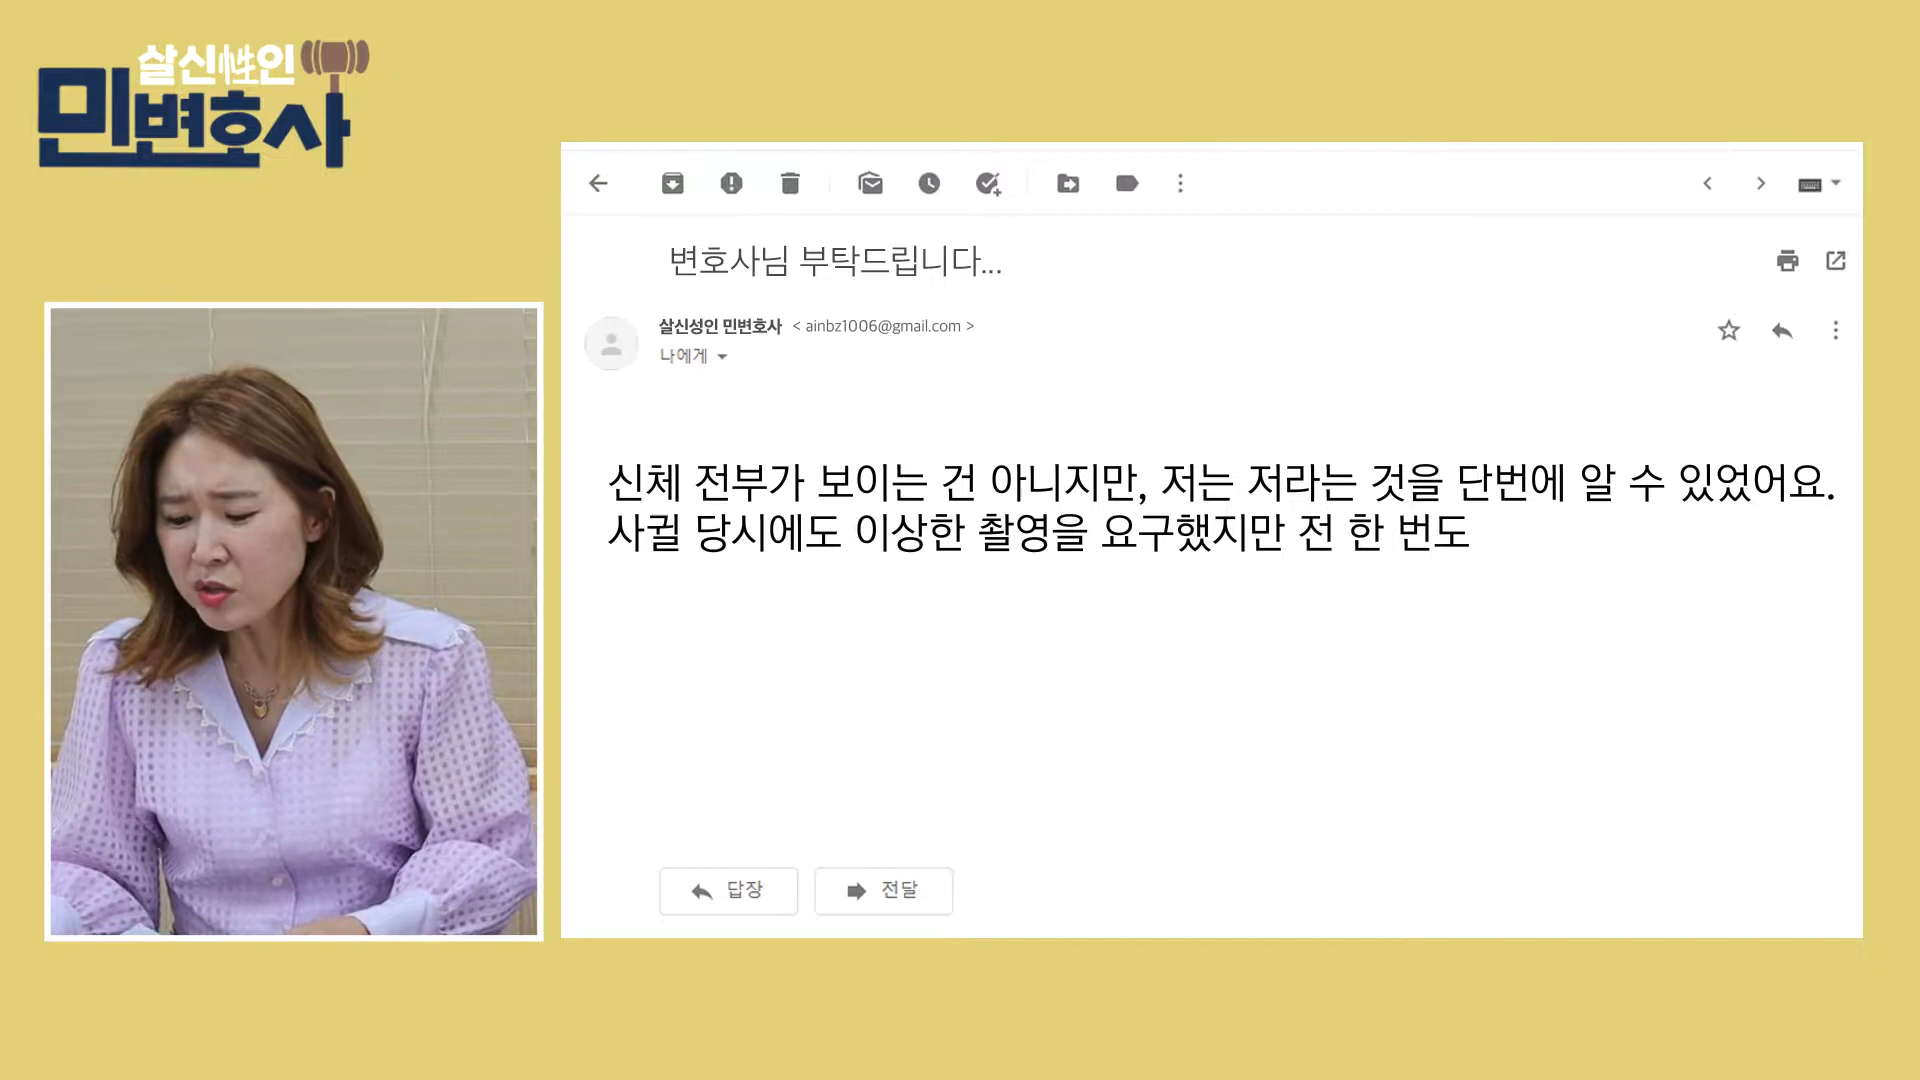 살신性인
민변호사
변호사님 부탁드립니다...
살신성인 민변호사 < ainbz1006@gmail.com >
나에게
신체 전부가 보이는 건 아니지만, 저는 저라는 것을 단번에 알 수 있었어요.
사귈 당시에도 이상한 촬영을 요구했지만 전 한 번도
답장
전달